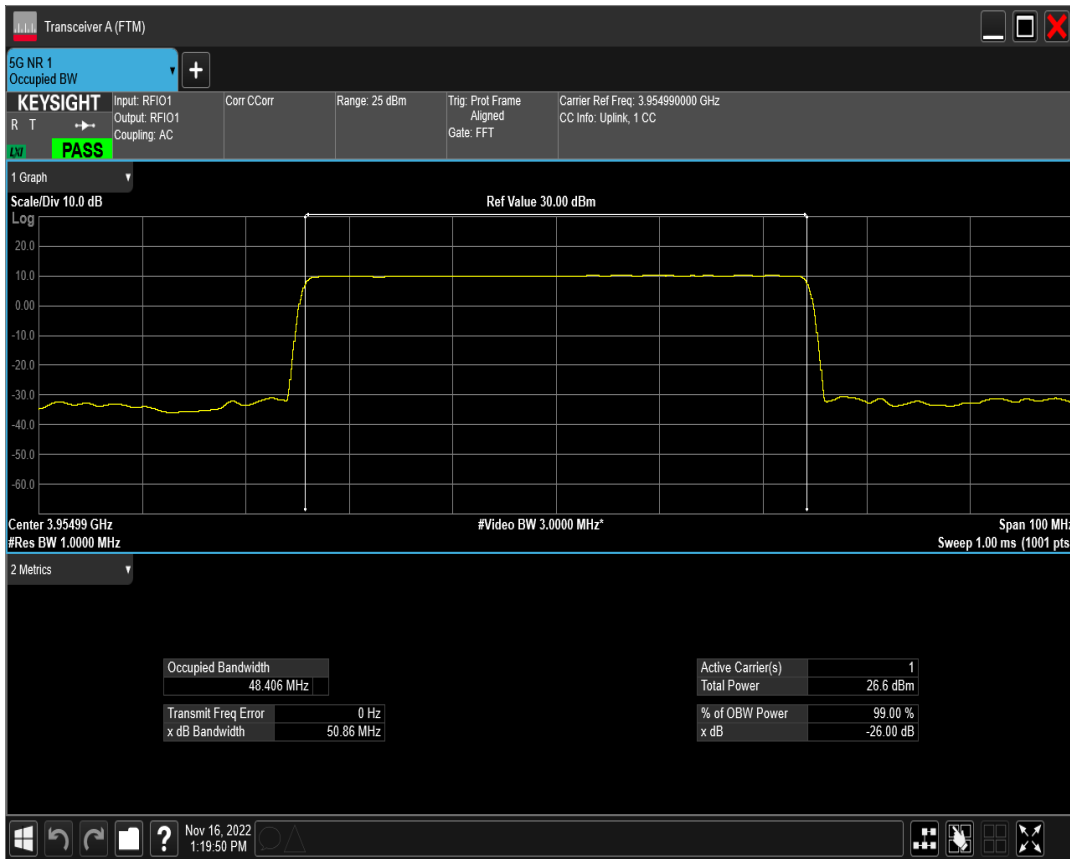 Transceiver A (FTM)
5G NR 1
Occupied BW
+
KEYSIGHT
R T
LXI
PASS
Input: RFIO1
Output: RFIO1
Coupling: AC
Corr CCorr
Range: 25 dBm
Trig: Prot Frame
Aligned
Gate: FFT
Carrier Ref Freq: 3.954990000 GHz
CC Info: Uplink, 1 CC
1 Graph
Scale/Div 10.0 dB
Ref Value 30.00 dBm
Log
20.0
10.0
0.00
-10.0
-20.0
-30.0
-40.0
-50.0
-60.0
Center 3.95499 GHz
#Video BW 3.0000 MHz*
Span 100 MHz
#Res BW 1.0000 MHz
Sweep 1.00 ms (1001 pts
2 Metrics
Occupied Bandwidth
48.406 MHz
Transmit Freq Error 0 Hz
x dB Bandwidth 50.86 MHz
Active Carrier(s) 1
Total Power 26.6 dBm
% of OBW Power 99.00 %
x dB -26.00 dB
?
Nov 16, 2022
1:19:50 PM